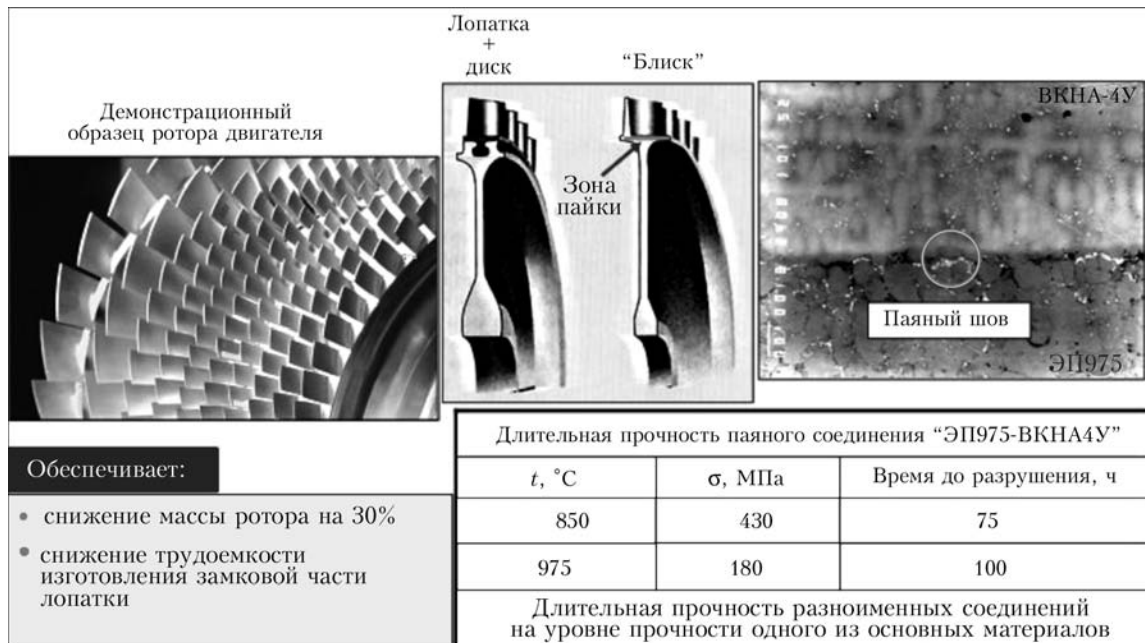 Лопатка
+
диск
“Блиск”
Демонстрационный
образец ротора двигателя
Зона
пайки
ВКНА-4У
Паяный шов
ЭП975
Обеспечивает:
• снижение массы ротора на 30%
• снижение трудоемкости
изготовления замковой части
лопатки
Длительная прочность паяного соединения “ЭП975-ВКНА4У”
t, °C σ, МПа Время до разрушения, ч
850 430 75
975 180 100
Длительная прочность разноименных соединений
на уровне прочности одного из основных материалов